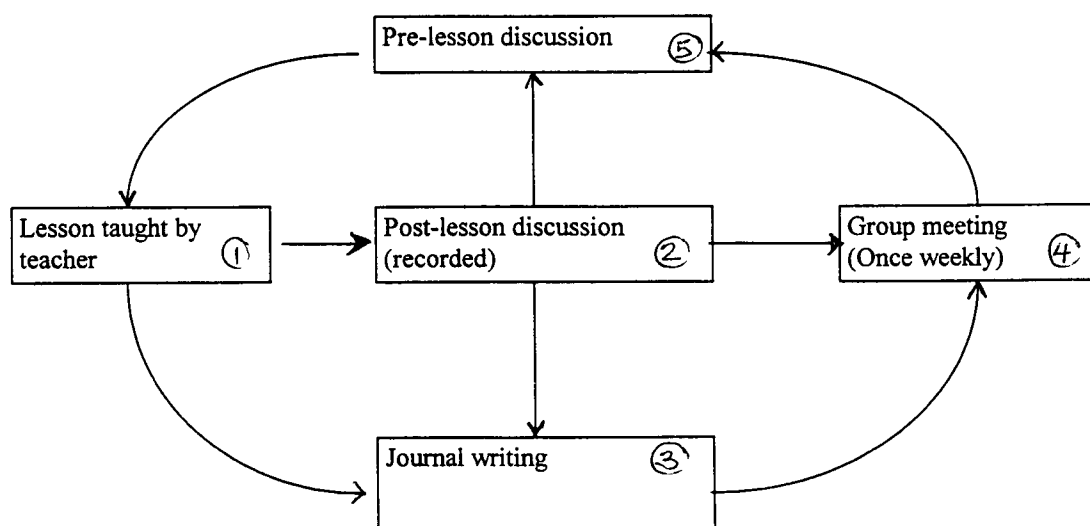 Pre-lesson discussion ⑤
Lesson taught by
teacher ①
Post-lesson discussion
(recorded) ②
Group meeting
(Once weekly) ④
Journal writing ③